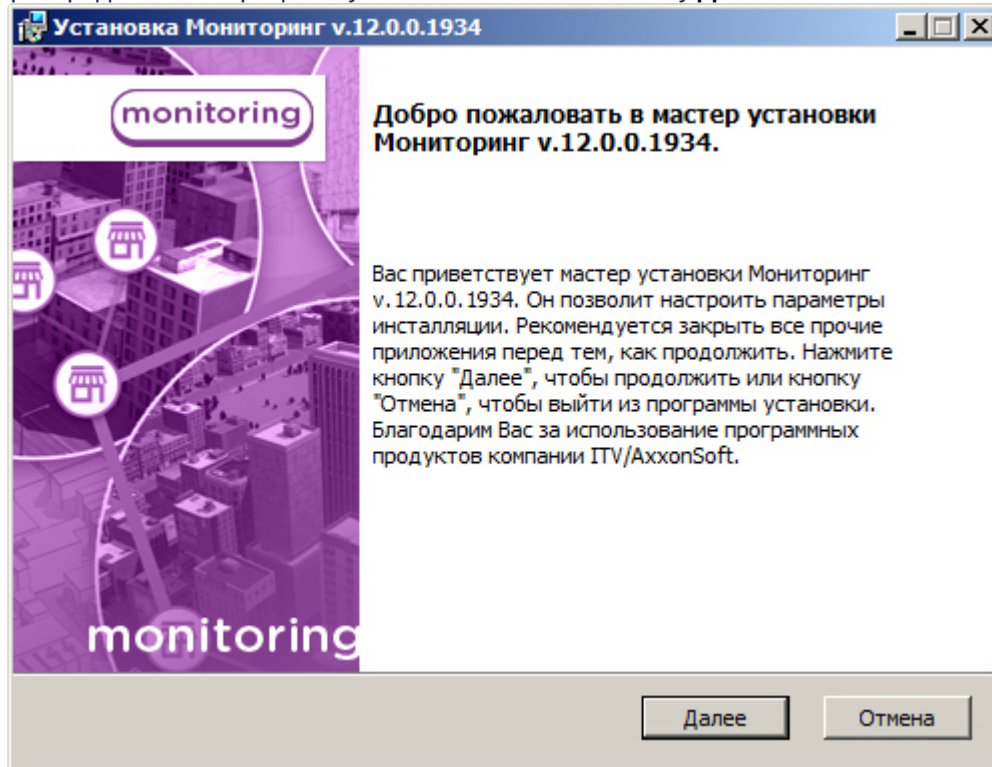 Установка Мониторинг v.12.0.0.1934
monitoring
Добро пожаловать в мастер установки
Мониторинг v.12.0.0.1934.
Вас приветствует мастер установки Мониторинг
v.12.0.0.1934. Он позволит настроить параметры
инсталляции. Рекомендуется закрыть все прочие
приложения перед тем, как продолжить. Нажмите
кнопку "Далее", чтобы продолжить или кнопку
"Отмена", чтобы выйти из программы установки.
Благодарим Вас за использование программных
продуктов компании ITV/AxxonSoft.
monitoring
Далее
Отмена